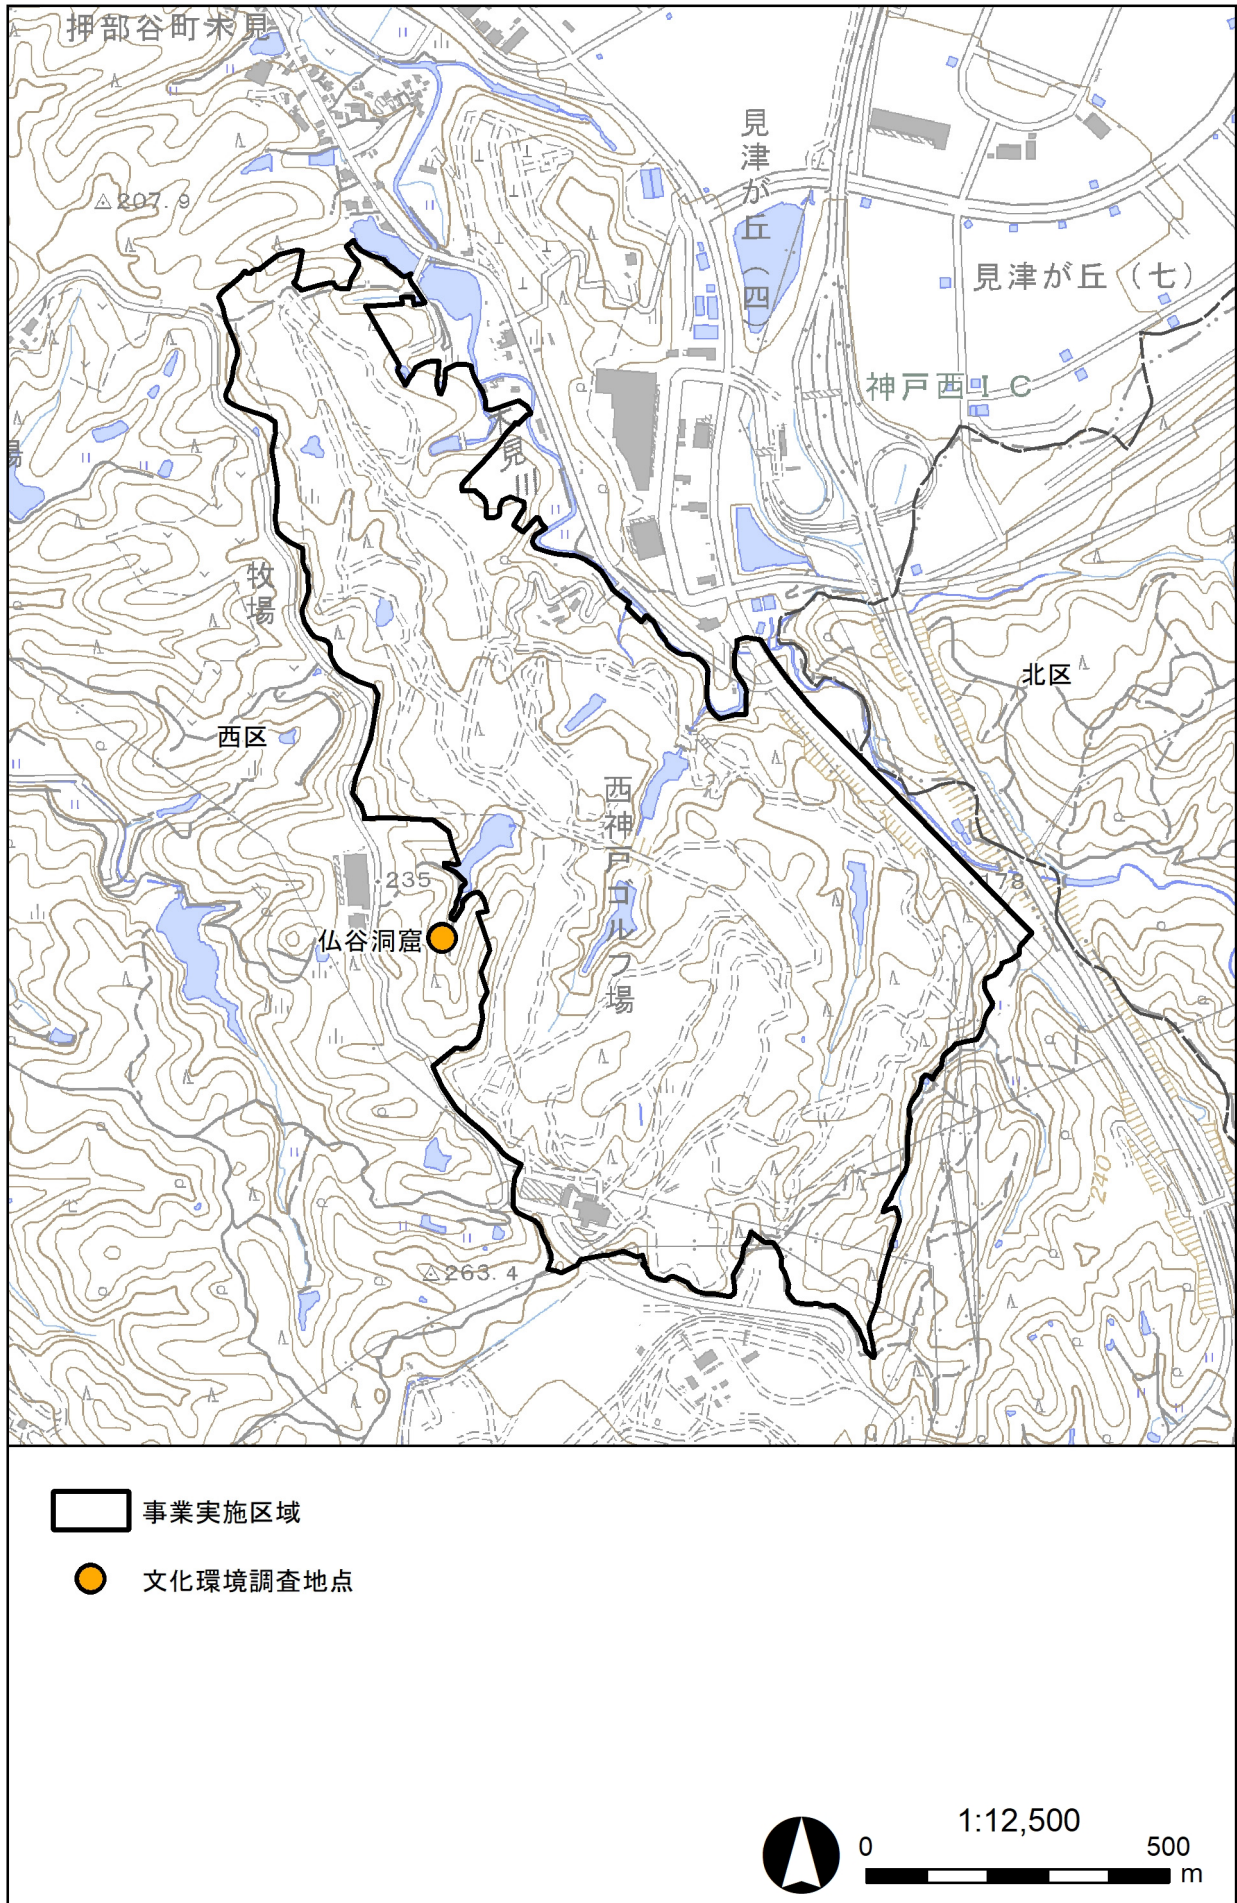 押部谷町木見
見津が丘（四）
207.9
見津が丘（七）
神戸西ＩＣ
木見川
牧場
北区
西区
西神戸ゴルフ場
235
178
仏谷洞窟
240
263.4
事業実施区域
文化環境調査地点
1:12,500
0 500 m